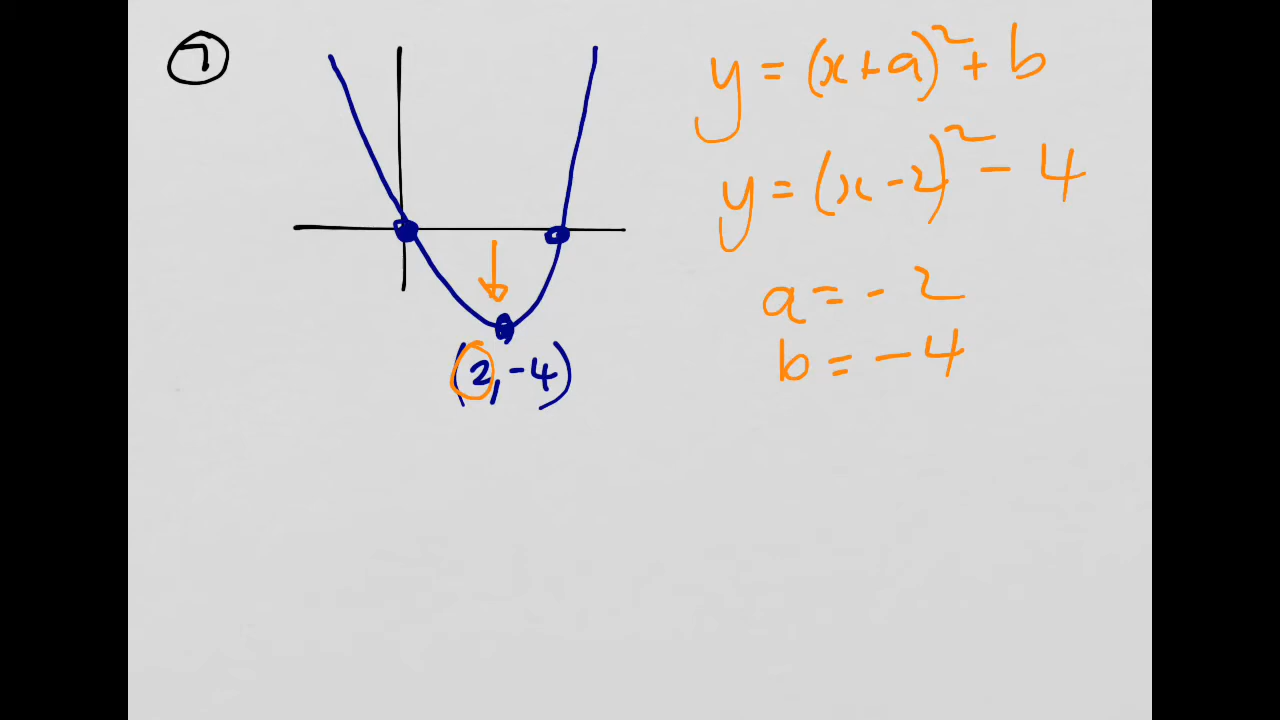 7
y = (x + a)² + b
y = (x - 2)² - 4
a = - 2
b = - 4
(2, -4)